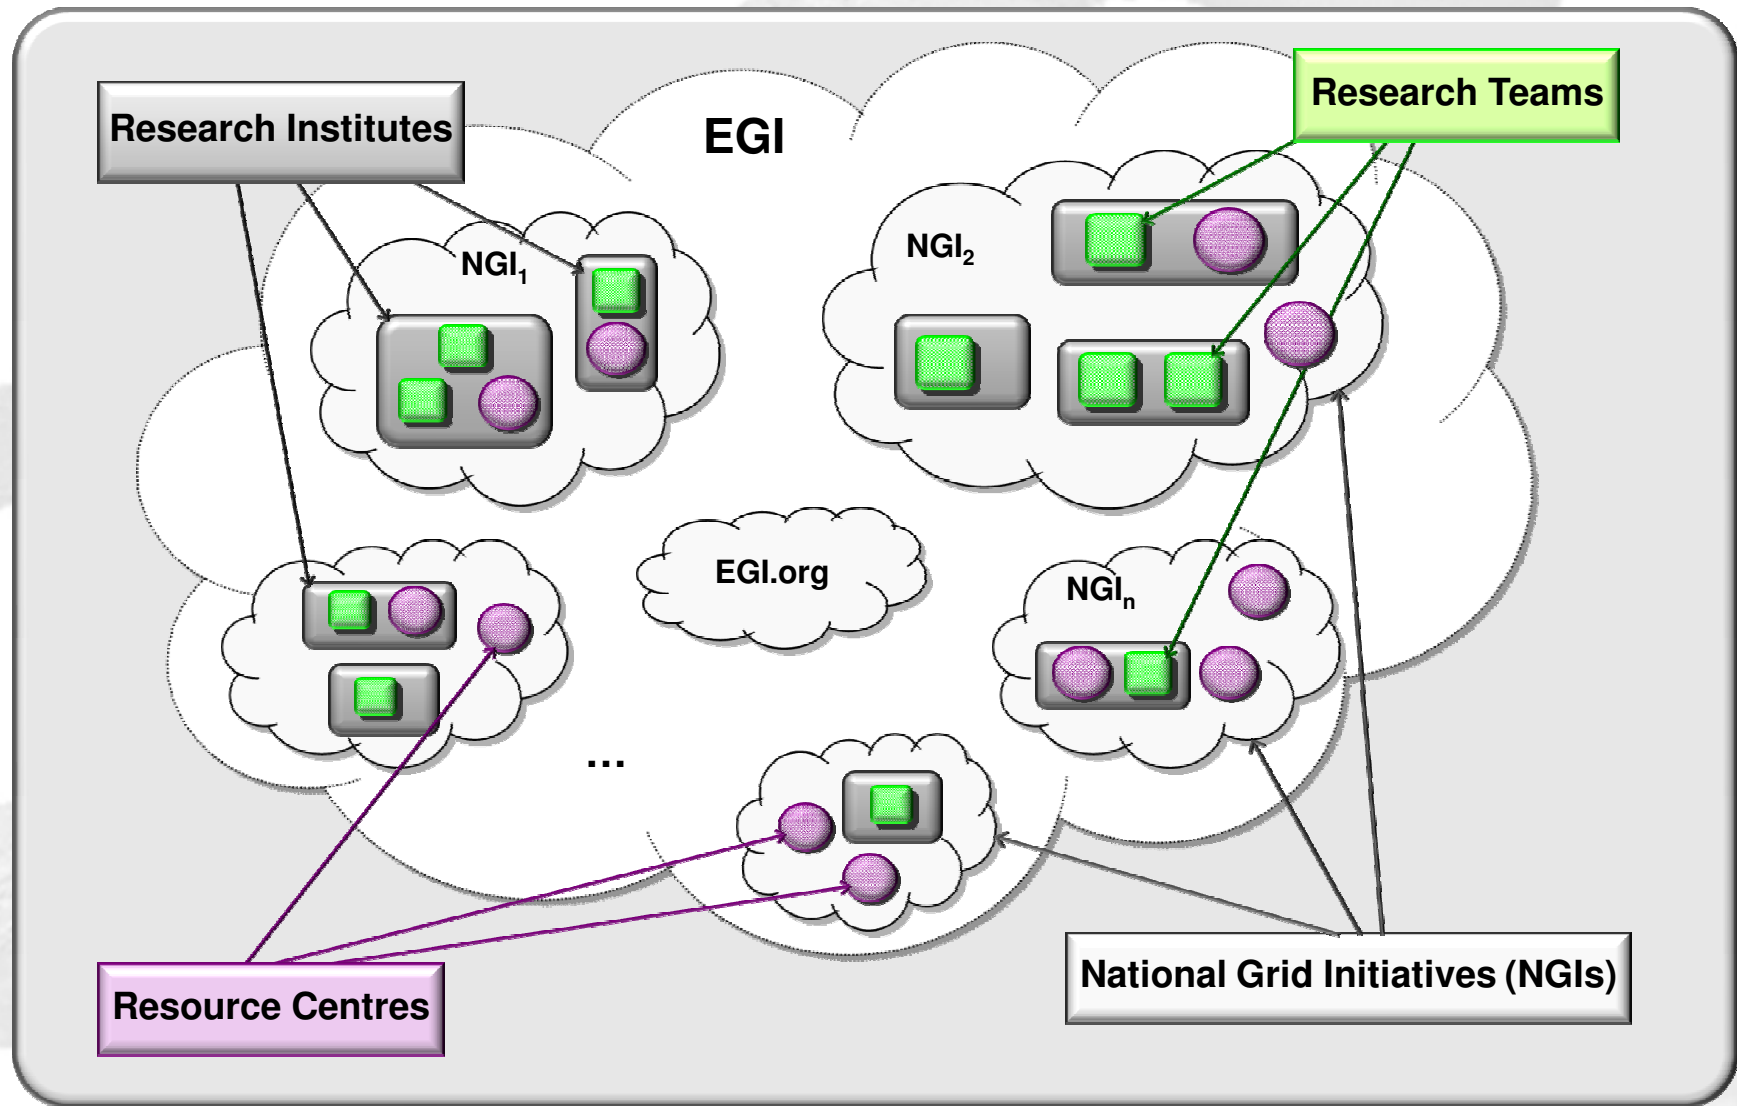 Research Teams
Research Institutes
EGI
NGI₁
NGI₂
EGI.org
NGIₙ
...
National Grid Initiatives (NGIs)
Resource Centres